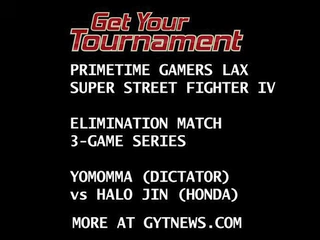 Get Your
Tournament
PRIMETIME GAMERS LAX
SUPER STREET FIGHTER IV
ELIMINATION MATCH
3-GAME SERIES
YOMOMMA (DICTATOR)
vs HALO JIN (HONDA)
MORE AT GYTNEWS.COM